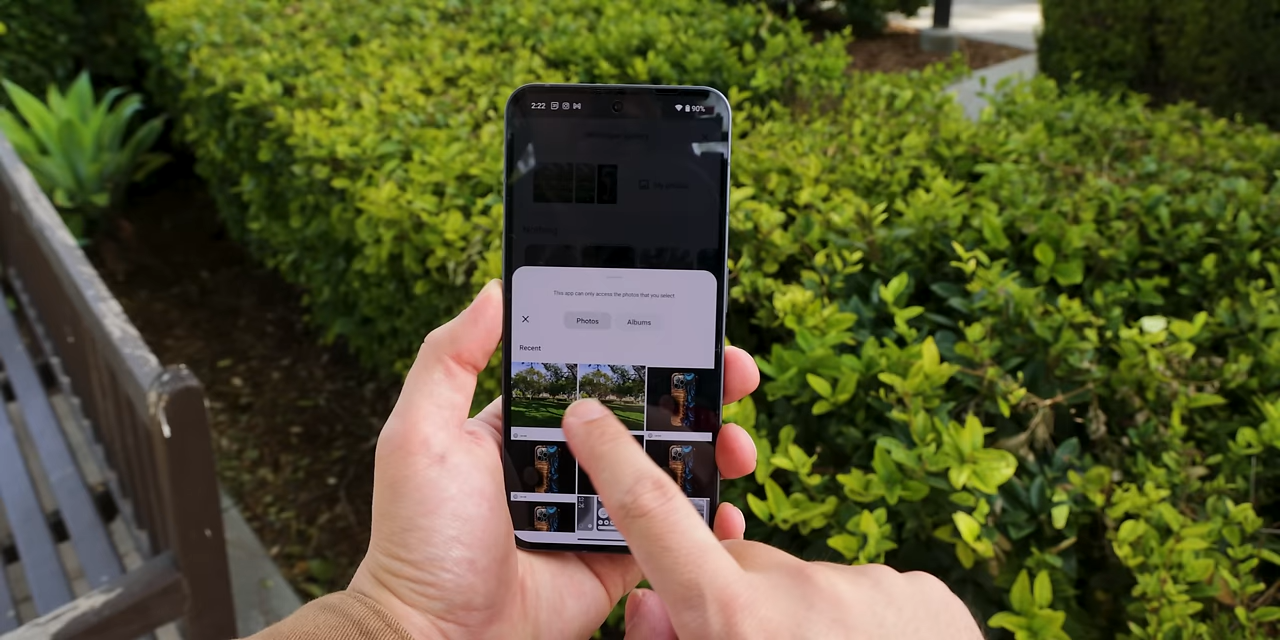 2:22
90%
This app can only access the photos that you select
Photos
Albums
Recent